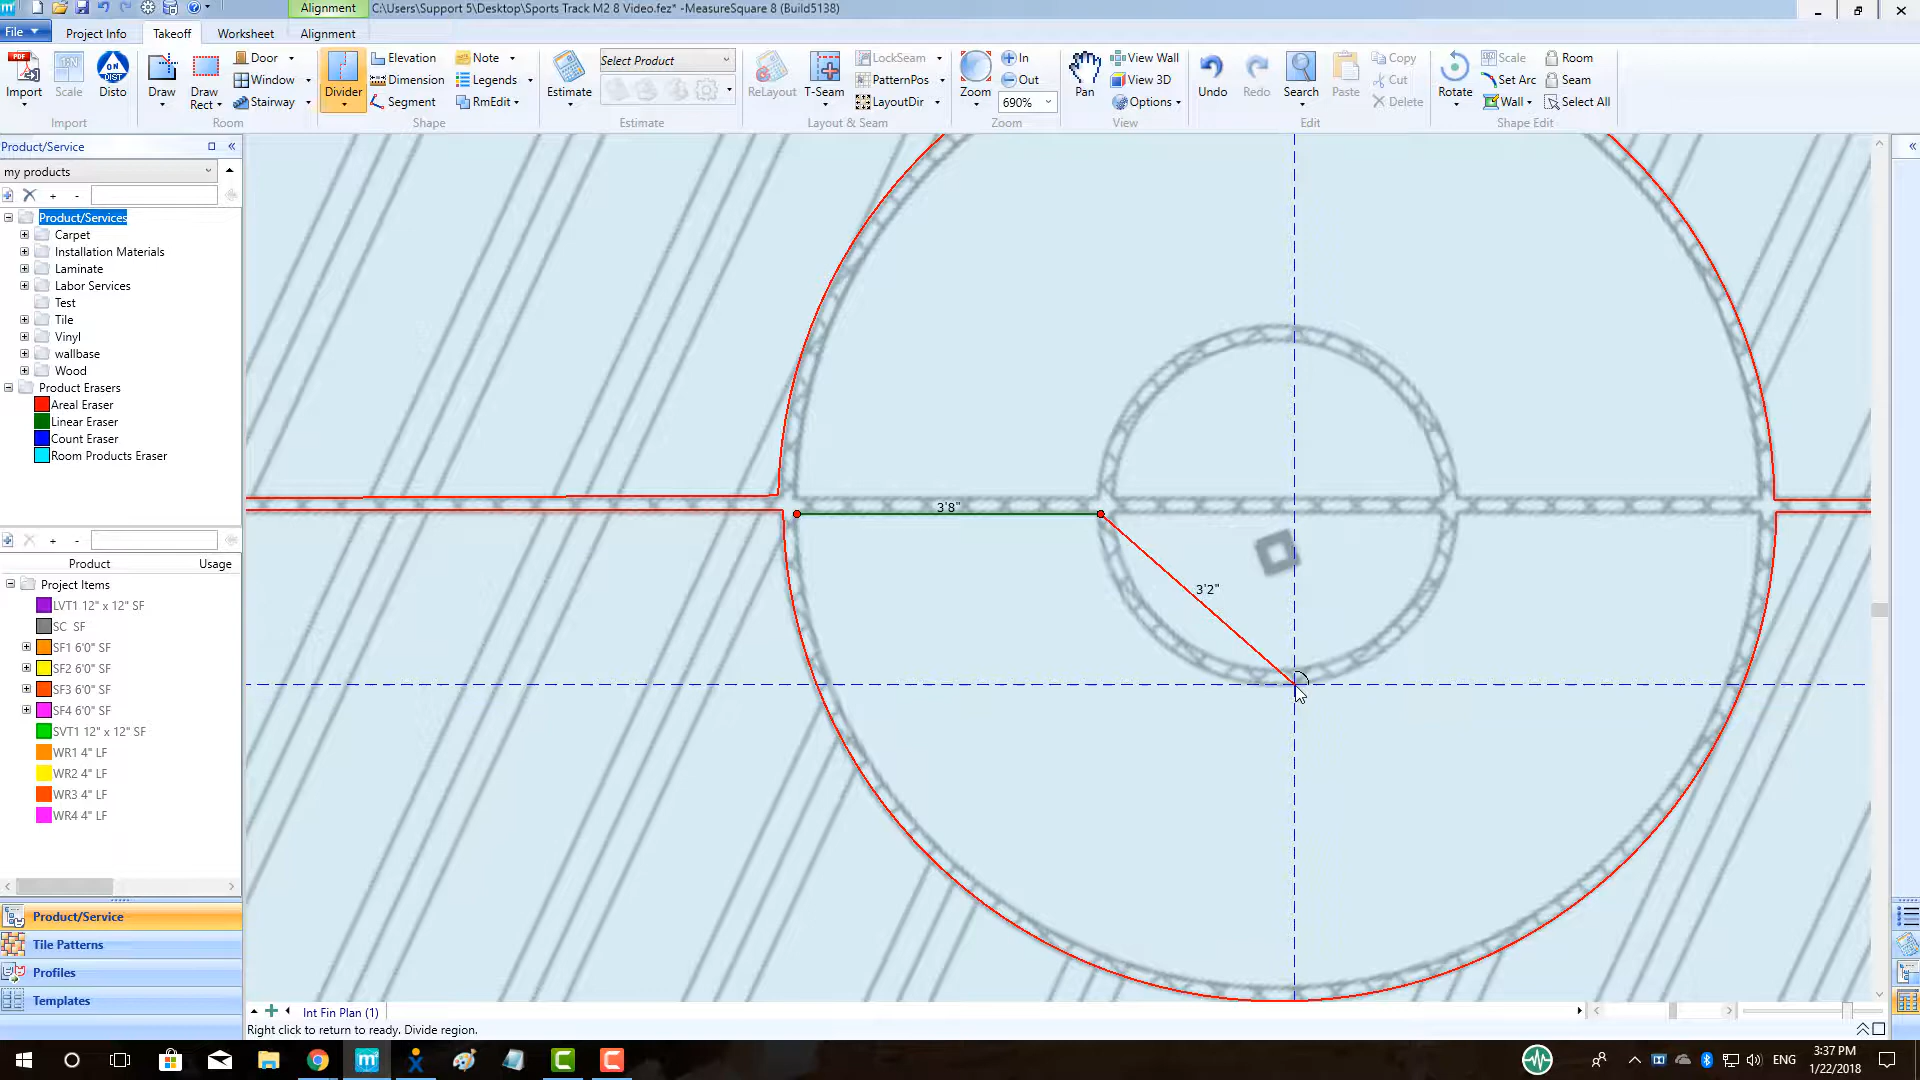 Alignment
C:\Users\Support 5\Desktop\Sports Track M2 8 Video.fez* -MeasureSquare 8 (Build5138)
File
Project Info
Takeoff
Worksheet
Alignment
Import
Scale
Disto
Import
Draw
Draw
Rect
Door
Window
Stairway
Room
Divider
Elevation
Dimension
Segment
Note
Legends
RmEdit
Shape
Estimate
Select Product
Estimate
ReLayout
T-Seam
LockSeam
PatternPos
LayoutDir
Layout & Seam
Zoom
In
Out
690%
Zoom
Pan
View Wall
View 3D
Options
View
Undo
Redo
Search
Paste
Copy
Cut
Delete
Edit
Rotate
Scale
Set Arc
Wall
Room
Seam
Select All
Shape Edit
Product/Service
my products
Product/Services
Carpet
Installation Materials
Laminate
Labor Services
Test
Tile
Vinyl
wallbase
Wood
Product Erasers
Areal Eraser
Linear Eraser
Count Eraser
Room Products Eraser
Product
Usage
Project Items
LVT1 12" x 12" SF
SC SF
SF1 6'0" SF
SF2 6'0" SF
SF3 6'0" SF
SF4 6'0" SF
SVT1 12" x 12" SF
WR1 4" LF
WR2 4" LF
WR3 4" LF
WR4 4" LF
Product/Service
Tile Patterns
Profiles
Templates
3'8"
3'2"
Int Fin Plan (1)
Right click to return to ready. Divide region.
ENG
3:37 PM
1/22/2018